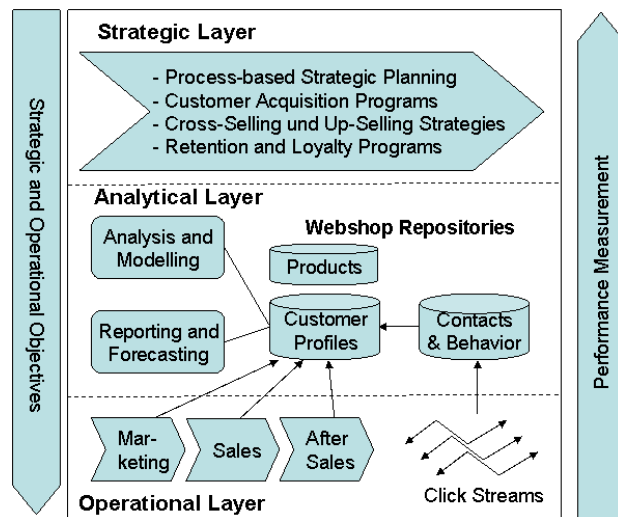 Strategic Layer
- Process-based Strategic Planning
- Customer Acquisition Programs
- Cross-Selling und Up-Selling Strategies
- Retention and Loyalty Programs
Strategic and Operational Objectives
Performance Measurement
Analytical Layer
Analysis and
Modelling
Webshop Repositories
Products
Reporting and
Forecasting
Customer
Profiles
Contacts
& Behavior
Mar-
keting
Sales
After
Sales
Click Streams
Operational Layer